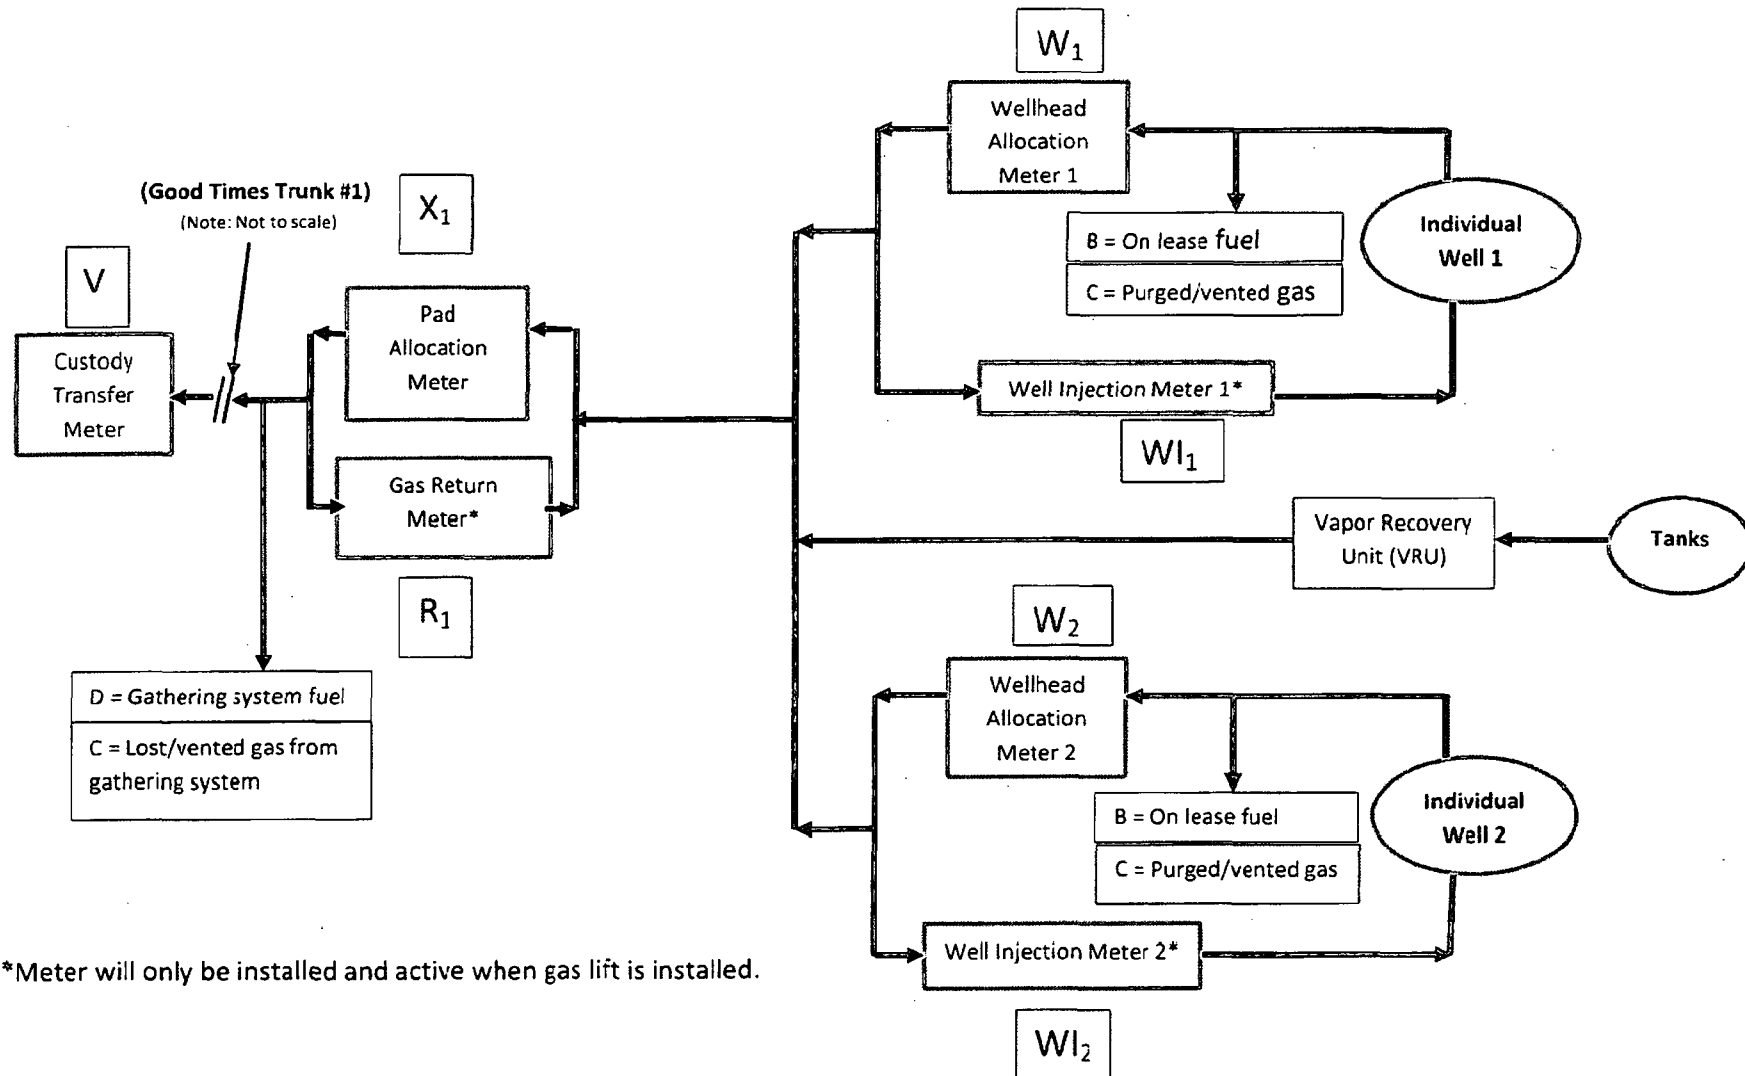 W₁
Wellhead
Allocation
Meter 1
B = On lease fuel
C = Purged/vented gas
Individual
Well 1
Well Injection Meter 1*
WI₁
(Good Times Trunk #1)
(Note: Not to scale)
X₁
V
Custody
Transfer
Meter
Pad
Allocation
Meter
Gas Return
Meter*
R₁
D = Gathering system fuel
C = Lost/vented gas from
gathering system
Vapor Recovery
Unit (VRU)
Tanks
W₂
Wellhead
Allocation
Meter 2
B = On lease fuel
C = Purged/vented gas
Individual
Well 2
Well Injection Meter 2*
WI₂
*Meter will only be installed and active when gas lift is installed.